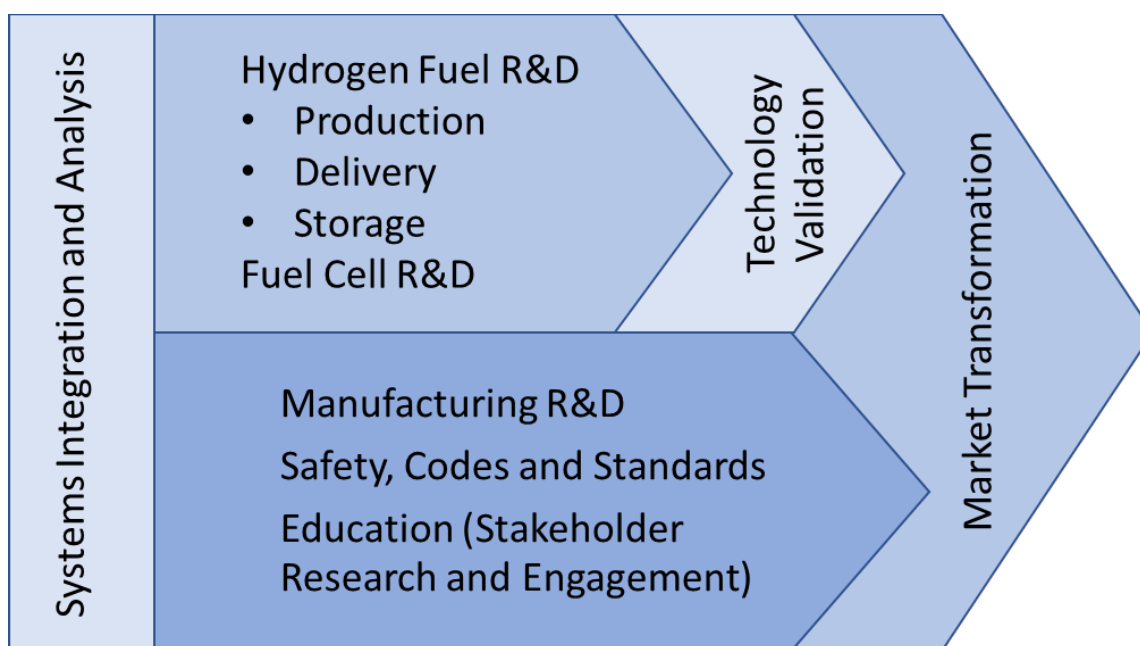 Systems Integration and Analysis
Hydrogen Fuel R&D
• Production
• Delivery
• Storage
Fuel Cell R&D
Technology
Validation
Manufacturing R&D
Safety, Codes and Standards
Education (Stakeholder
Research and Engagement)
Market Transformation